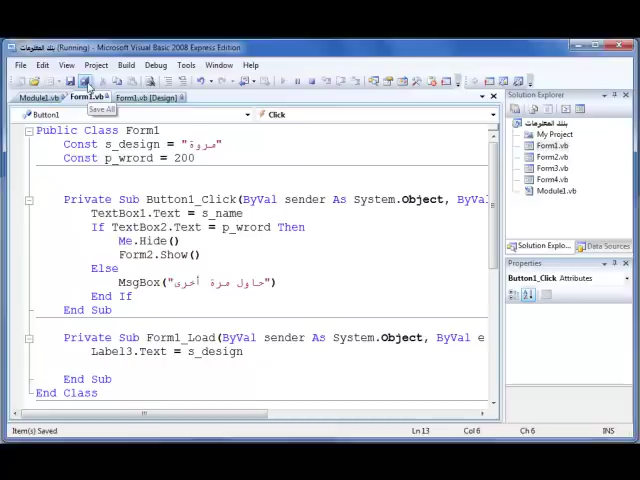 بنك المعلومات (Running) - Microsoft Visual Basic 2008 Express Edition
File Edit View Project Build Debug Tools Window Help
Module1.vb Form1.vb Form1.vb [Design]
Save All
Button1 Click
Public Class Form1
Const s_design = "مروة"
Const p_wrord = 200
Private Sub Button1_Click(ByVal sender As System.Object, ByVal
TextBox1.Text = s_name
If TextBox2.Text = p_wrord Then
Me.Hide()
Form2.Show()
Else
MsgBox("حاول مرة أخرى")
End If
End Sub
Private Sub Form1_Load(ByVal sender As System.Object, ByVal e
Label3.Text = s_design
End Sub
End Class
Solution Explorer
بنك المعلومات
My Project
Form1.vb
Form2.vb
Form3.vb
Form4.vb
Module1.vb
Solution Explo... Data Sources
Properties
Button1_Click Attributes
Item(s) Saved Ln 13 Col 6 Ch 6 INS